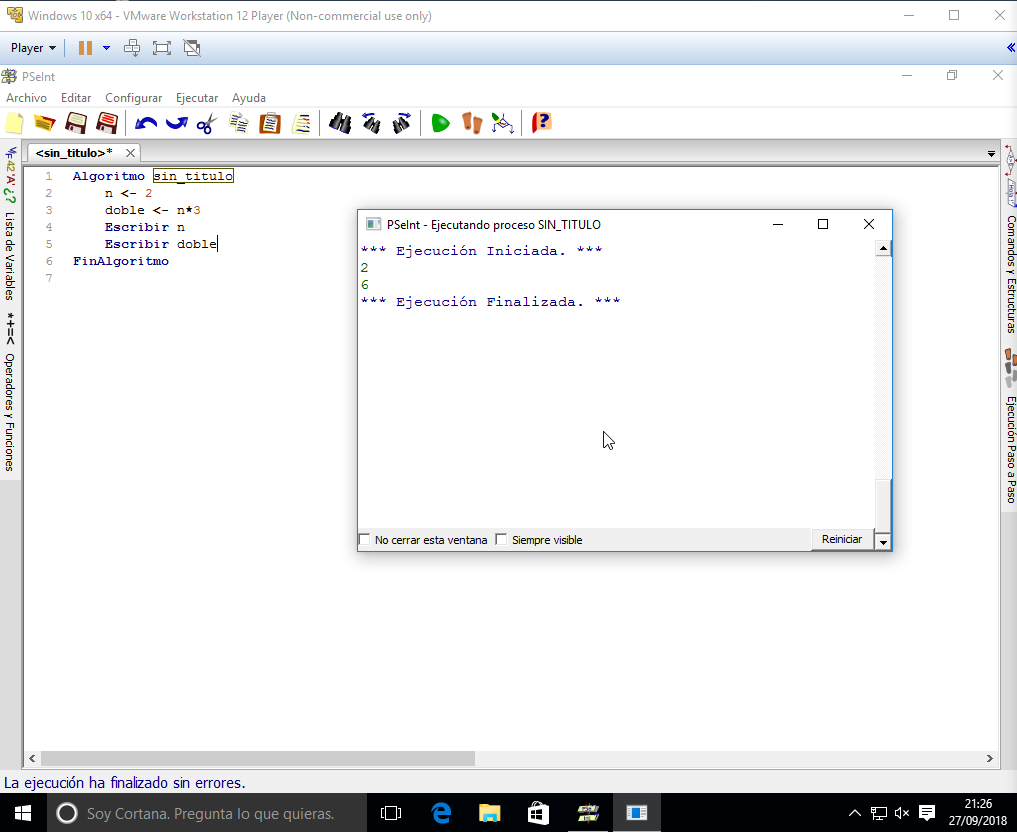 Windows 10 x64 - VMware Workstation 12 Player (Non-commercial use only)
Player
PSeInt
Archivo Editar Configurar Ejecutar Ayuda
<sin_titulo>*
1 Algoritmo sin_titulo
2 n <- 2
3 doble <- n*3
4 Escribir n
5 Escribir doble
6 FinAlgoritmo
7
Lista de Variables
*+=<
Operadores y Funciones
PSeInt - Ejecutando proceso SIN_TITULO
*** Ejecución Iniciada. ***
2
6
*** Ejecución Finalizada. ***
No cerrar esta ventana Siempre visible Reiniciar
Comandos y Estructuras
Ejecución Paso a Paso
La ejecución ha finalizado sin errores.
Soy Cortana. Pregunta lo que quieras.
21:26
27/09/2018